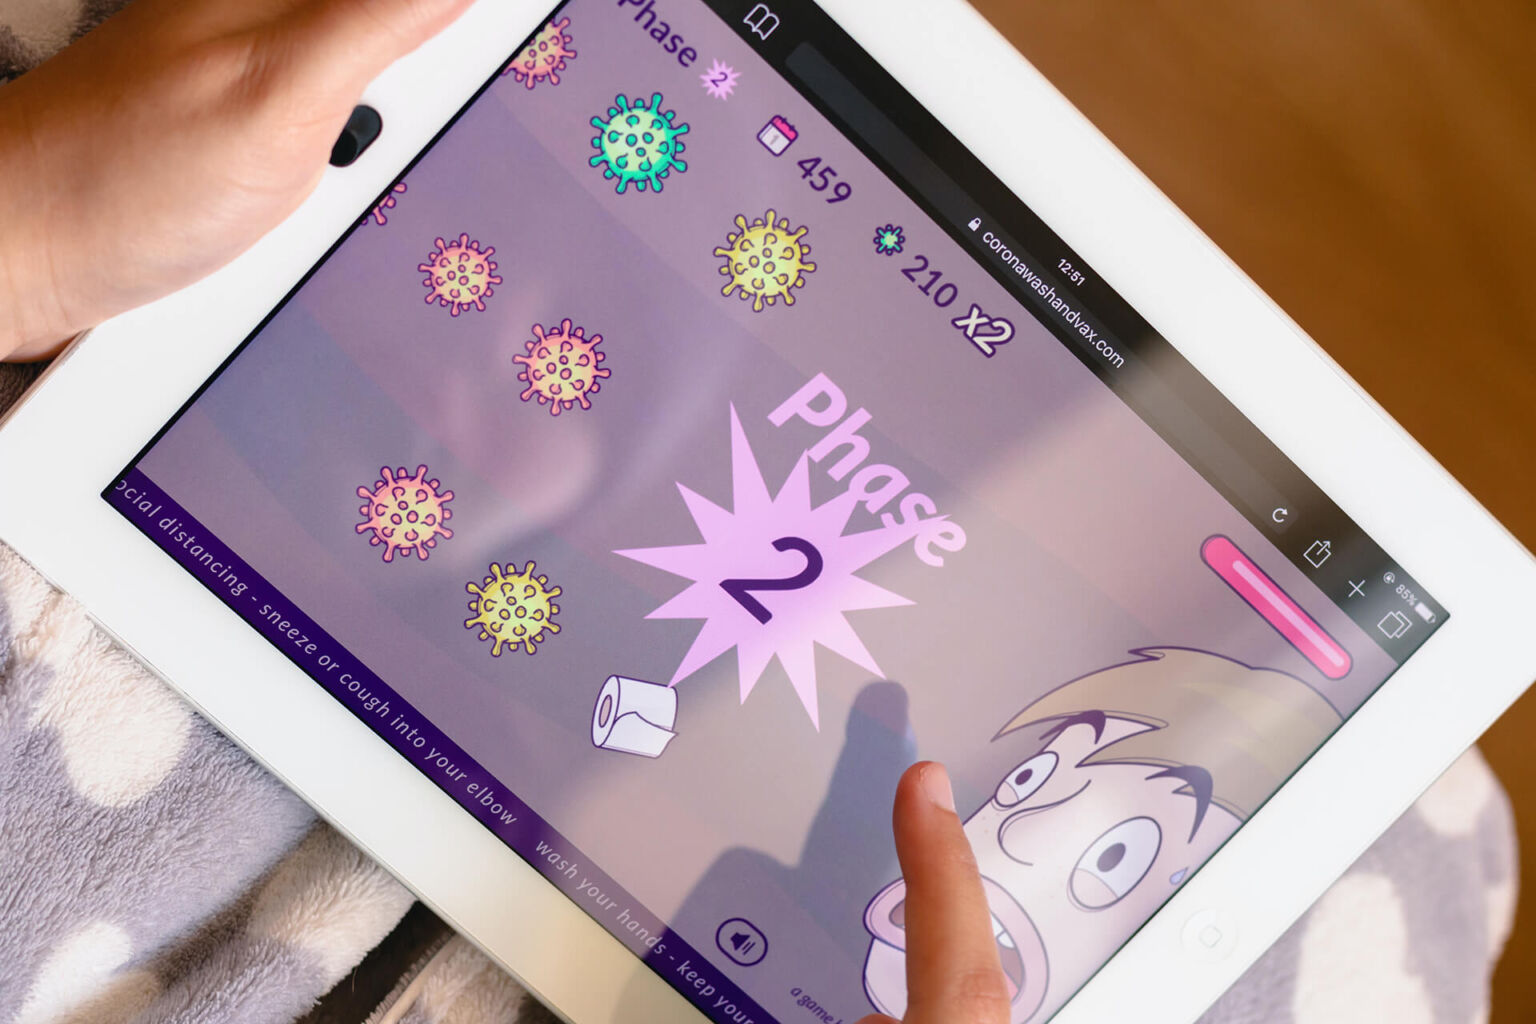 12:51
85%
coronawashandvax.com
Phase 2
1
459
210 x2
Phase
2
ocial distancing - sneeze or cough into your elbow wash your hands - keep your
a game